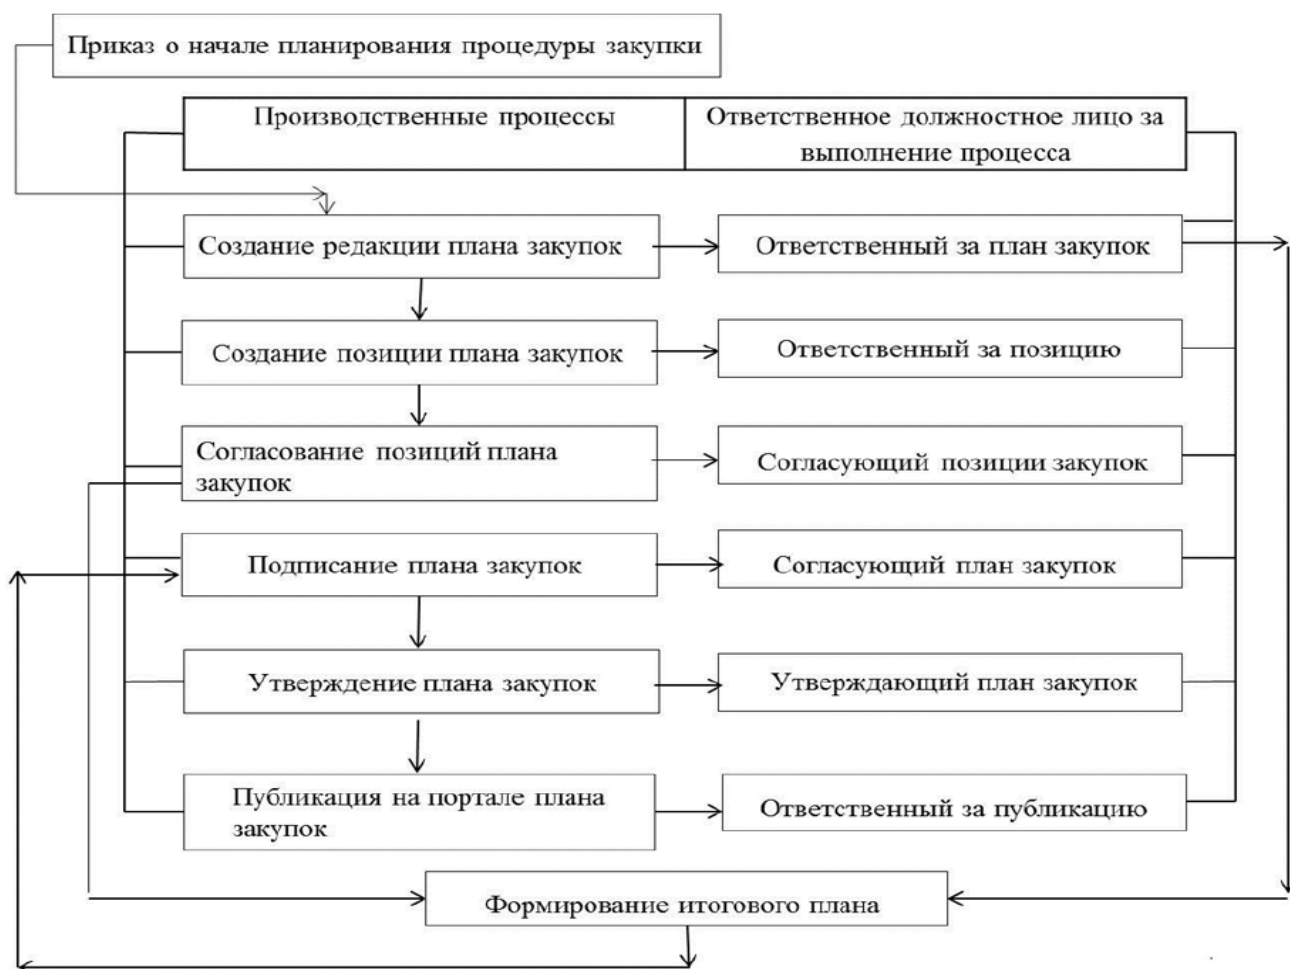 Приказ о начале планирования процедуры закупки
Производственные процессы
Ответственное должностное лицо за
выполнение процесса
Создание редакции плана закупок
Ответственный за план закупок
Создание позиции плана закупок
Ответственный за позицию
Согласование позиций плана
закупок
Согласующий позиции закупок
Подписание плана закупок
Согласующий план закупок
Утверждение плана закупок
Утверждающий план закупок
Публикация на портале плана
закупок
Ответственный за публикацию
Формирование итогового плана